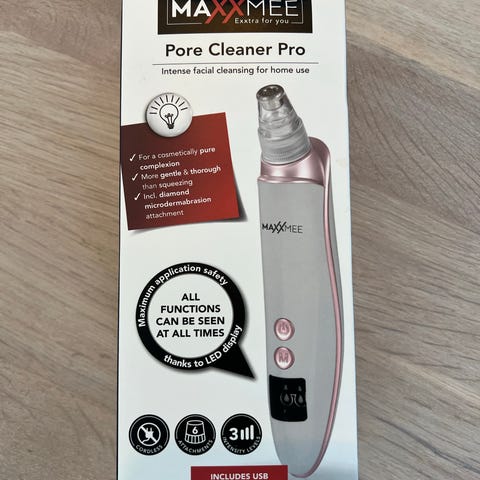 MAXXMEE
Exxtra for you
Pore Cleaner Pro
Intense facial cleansing for home use
✓ For a cosmetically pure
complexion
✓ More gentle & thorough
than squeezing
✓ Incl. diamond
microdermabrasion
attachment
MAXXMEE
Maximum application safety
ALL
FUNCTIONS
CAN BE SEEN
AT ALL TIMES
thanks to LED display
M
CORDLESS
6
ATTACHMENTS
3
INTENSITY LEVELS
INCLUDES USB